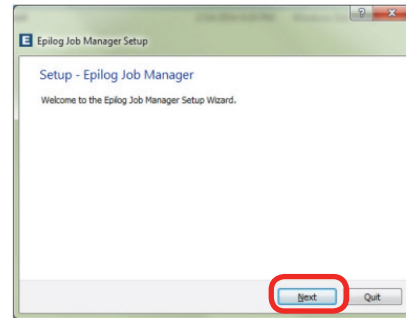 Epilog Job Manager Setup
Setup - Epilog Job Manager
Welcome to the Epilog Job Manager Setup Wizard.
Next
Quit